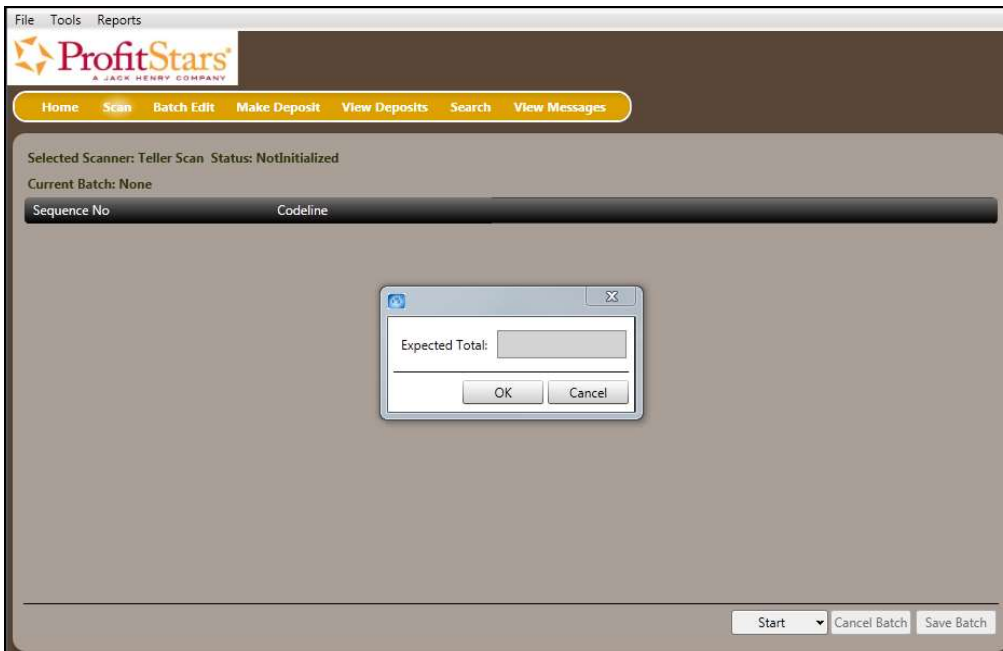 File Tools Reports
ProfitStars
A JACK HENRY COMPANY
Home Scan Batch Edit Make Deposit View Deposits Search View Messages
Selected Scanner: Teller Scan Status: NotInitialized
Current Batch: None
Sequence No Codeline
Expected Total:
OK Cancel
Start Cancel Batch Save Batch